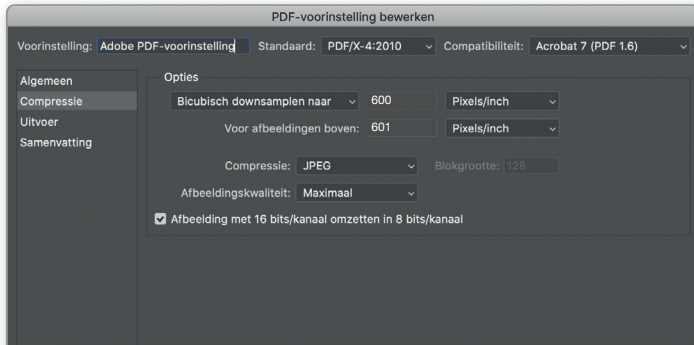 PDF-voorinstelling bewerken
Voorinstelling: Adobe PDF-voorinstelling Standaard: PDF/X-4:2010 Compatibiliteit: Acrobat 7 (PDF 1.6)
Algemeen
Compressie
Uitvoer
Samenvatting
Opties
Bicubisch downsamplen naar 600 Pixels/inch
Voor afbeeldingen boven: 601 Pixels/inch
Compressie: JPEG Blokgrootte: 128
Afbeeldingskwaliteit: Maximaal
Afbeelding met 16 bits/kanaal omzetten in 8 bits/kanaal